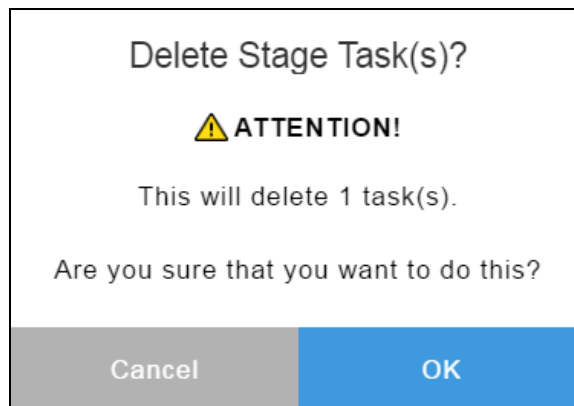 Delete Stage Task(s)?
ATTENTION!
This will delete 1 task(s).
Are you sure that you want to do this?
Cancel
OK